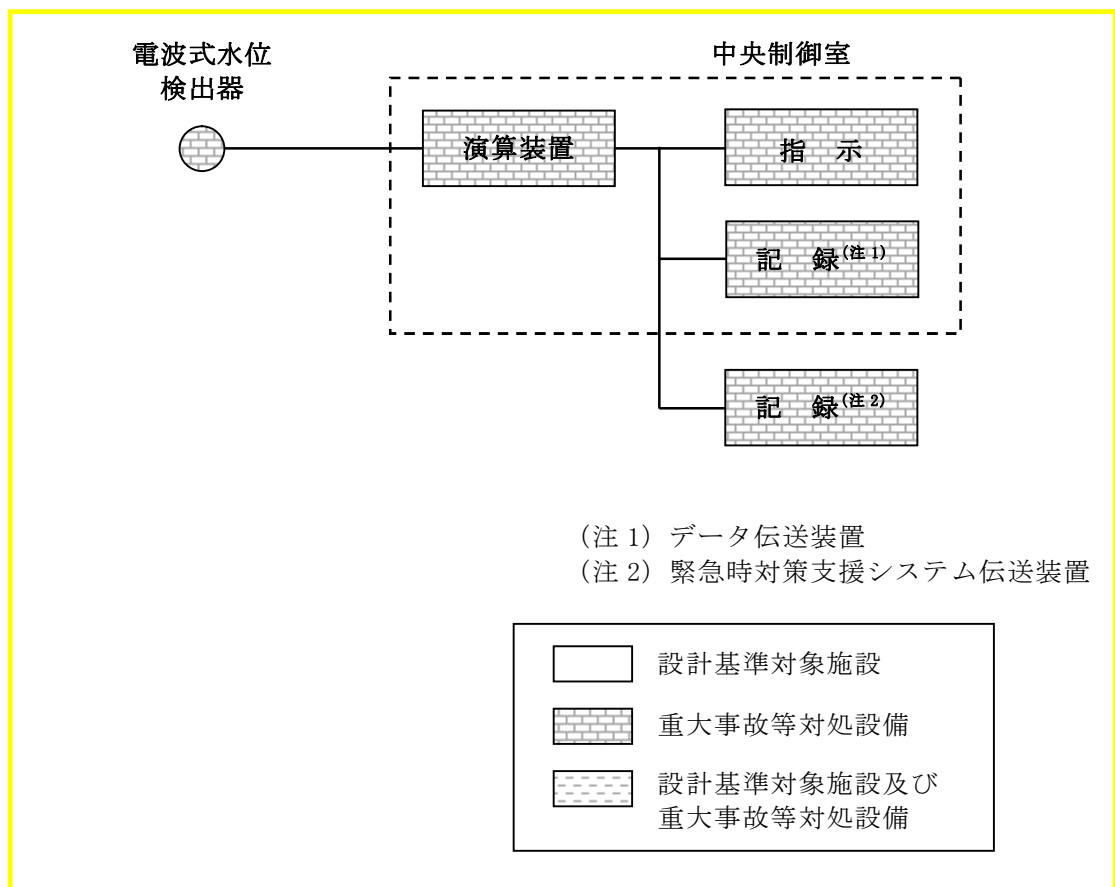 電波式水位
検出器
中央制御室
演算装置
指 示
記 録(注 1)
記 録(注 2)
(注 1) データ伝送装置
(注 2) 緊急時対策支援システム伝送装置
設計基準対象施設
重大事故等対処設備
設計基準対象施設及び
重大事故等対処設備